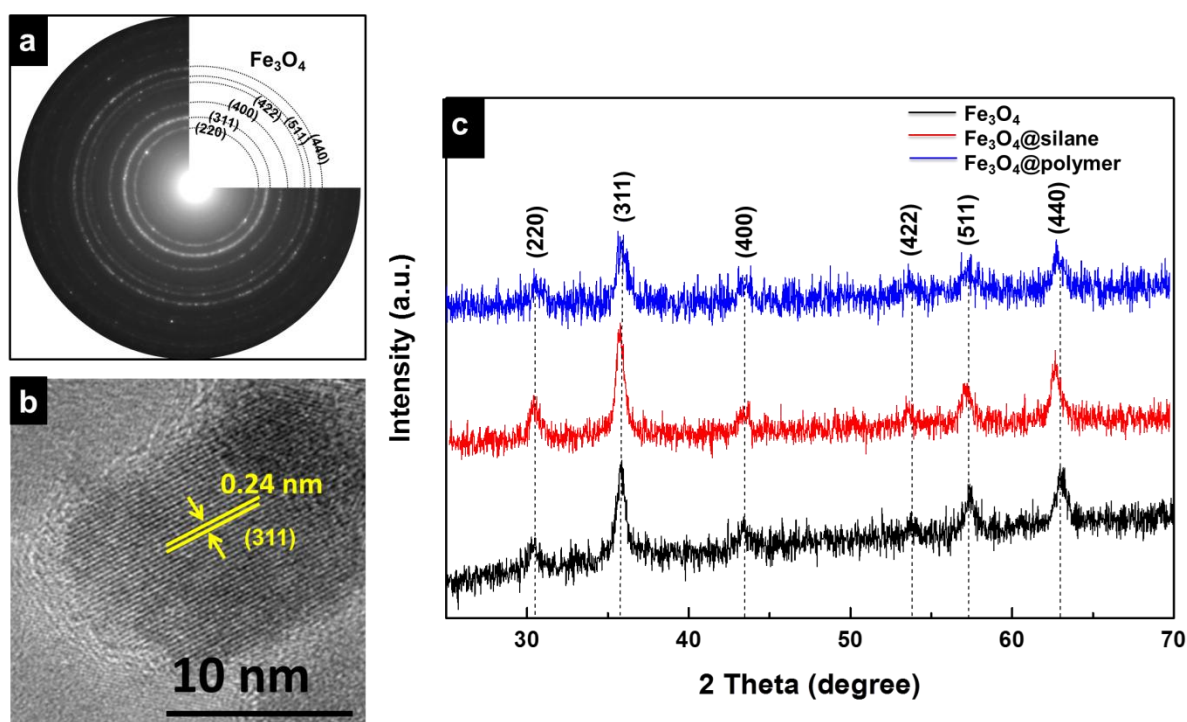 a
Fe₃O₄
(220)
(311)
(400)
(422)
(511)
(440)
b
0.24 nm
(311)
10 nm
c
Fe₃O₄
Fe₃O₄@silane
Fe₃O₄@polymer
(220)
(311)
(400)
(422)
(511)
(440)
Intensity (a.u.)
30 40 50 60 70
2 Theta (degree)